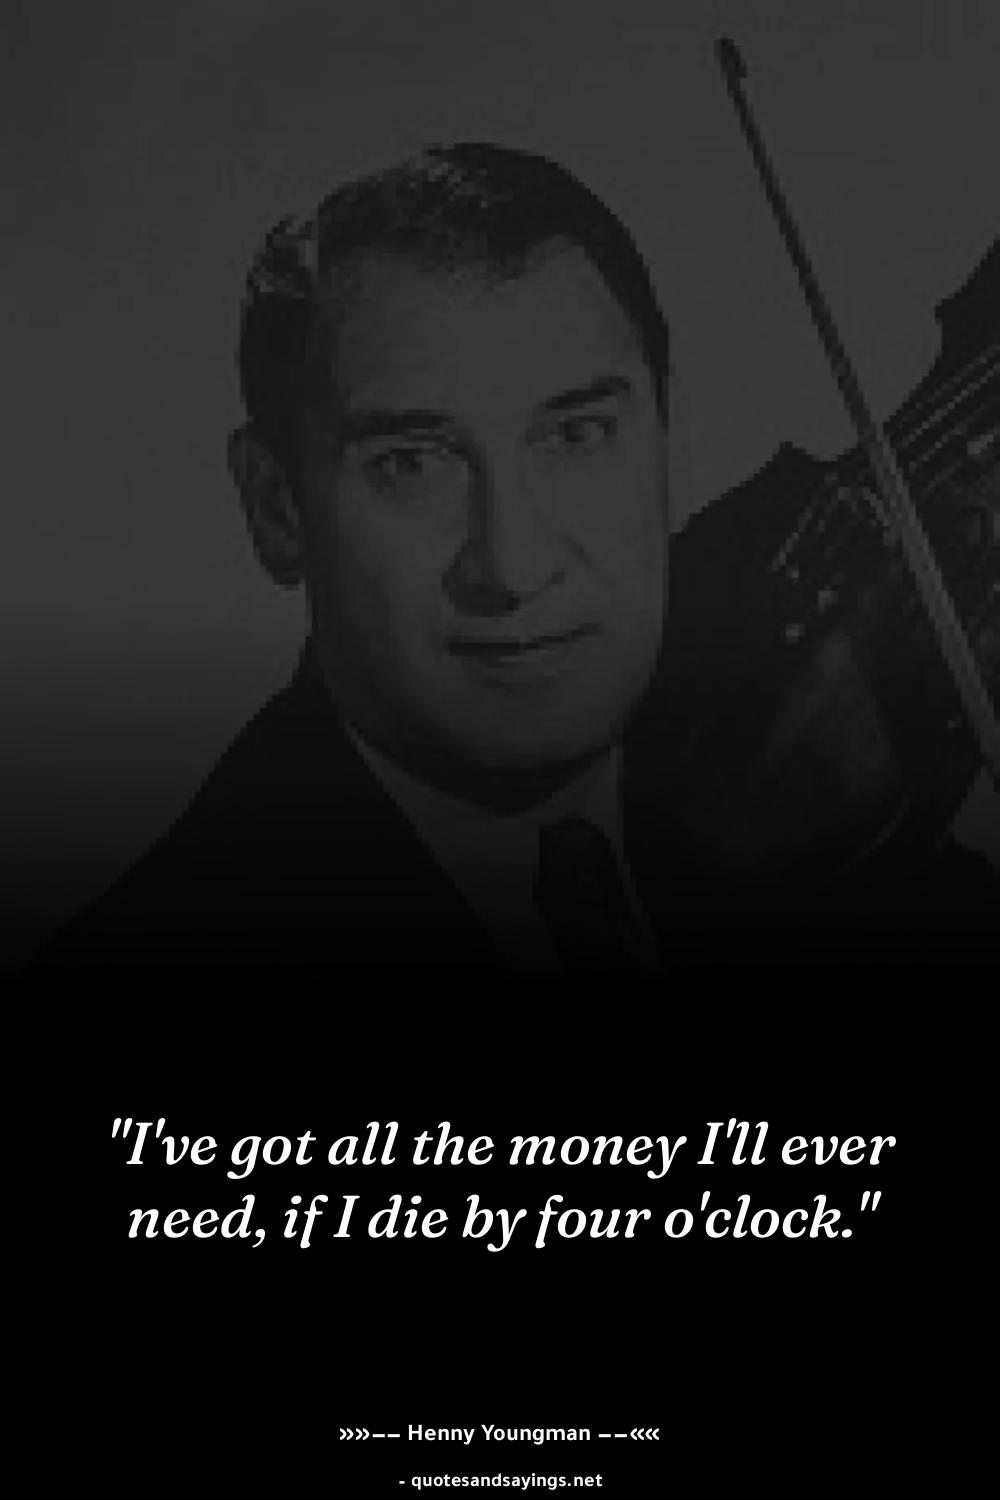 "I've got all the money I'll ever
need, if I die by four o'clock."
»»-- Henny Youngman --««
- quotesandsayings.net